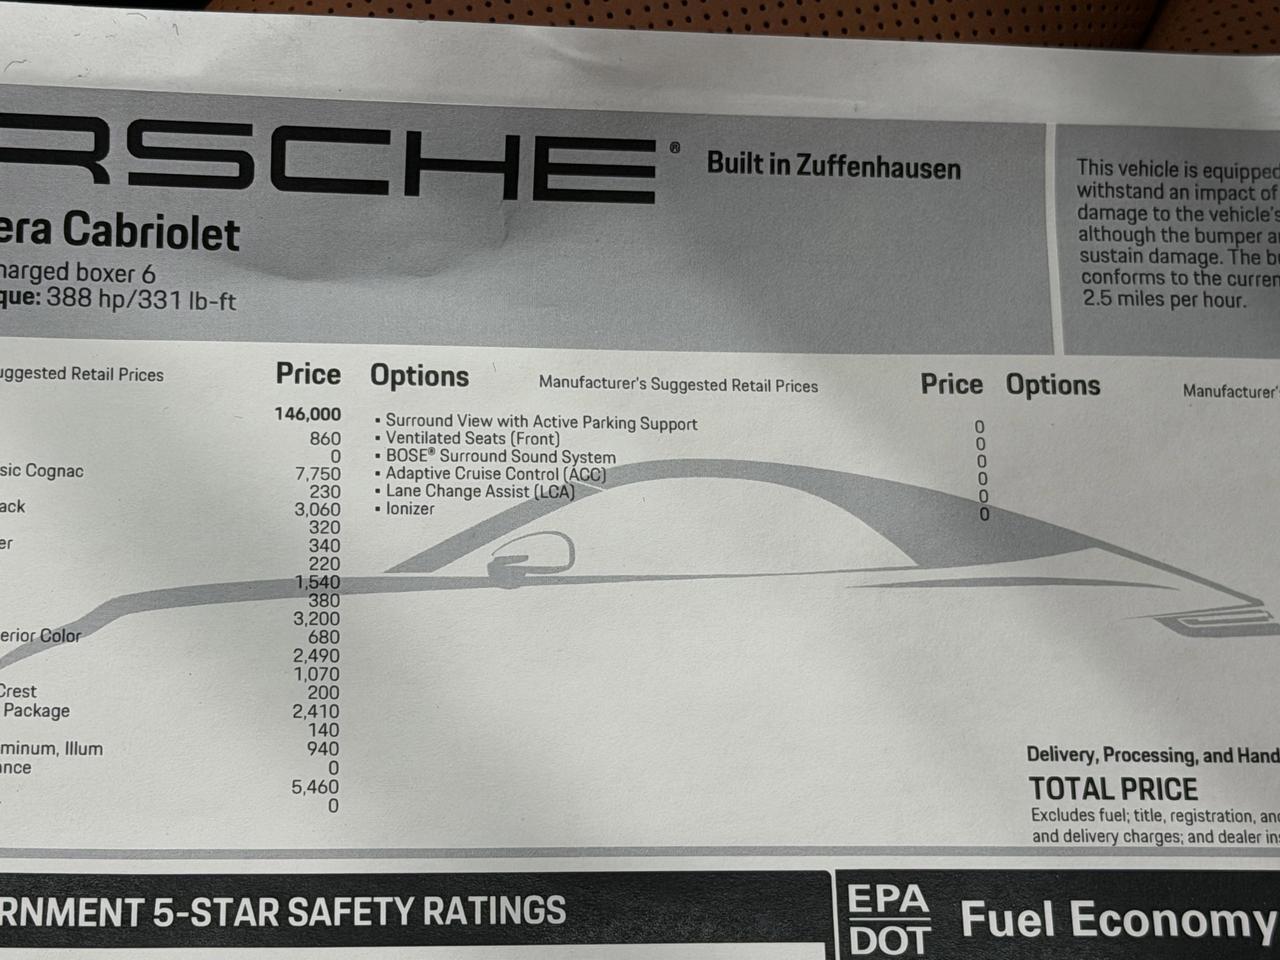 RSCHE® Built in Zuffenhausen
era Cabriolet
harged boxer 6
que: 388 hp/331 lb-ft
This vehicle is equipped
withstand an impact of
damage to the vehicle's
although the bumper a
sustain damage. The b
conforms to the curren
2.5 miles per hour.
uggested Retail Prices Price
146,000
860
0
sic Cognac 7,750
230
ack 3,060
320
er 340
220
1,540
380
3,200
erior Color 680
2,490
1,070
Crest 200
Package 2,410
140
minum, Illum 940
ance 0
5,460
0
Options Manufacturer's Suggested Retail Prices Price
▪ Surround View with Active Parking Support 0
▪ Ventilated Seats (Front) 0
▪ BOSE® Surround Sound System 0
▪ Adaptive Cruise Control (ACC) 0
▪ Lane Change Assist (LCA) 0
▪ Ionizer 0
Options Manufacturer'
Delivery, Processing, and Hand
TOTAL PRICE
Excludes fuel; title, registration, an
and delivery charges; and dealer in
RNMENT 5-STAR SAFETY RATINGS
EPA
DOT
Fuel Economy